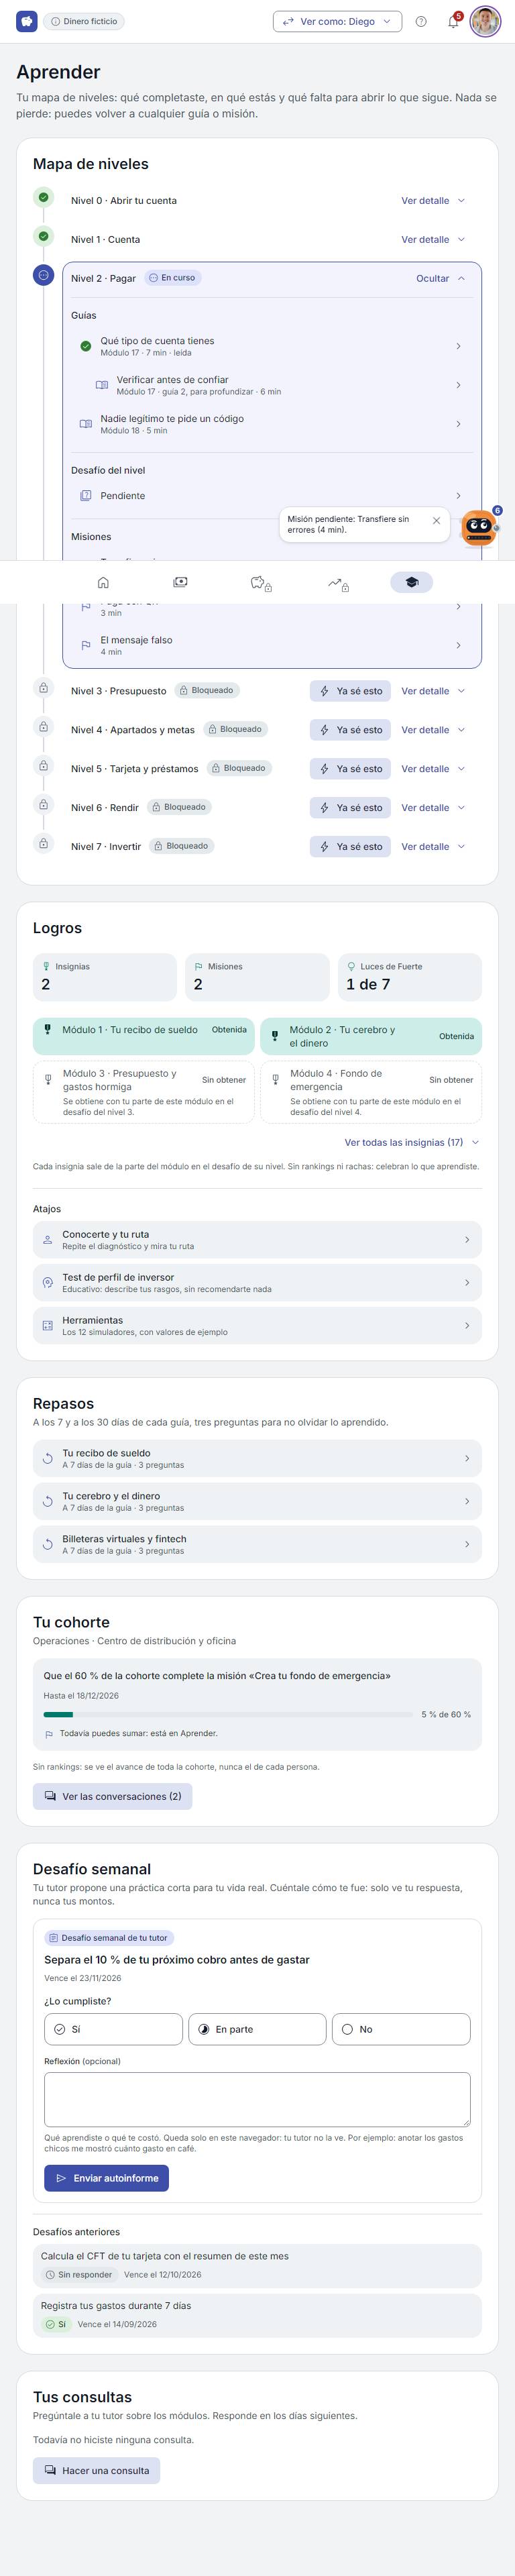 Dinero ficticio
Ver como: Diego
5
Aprender
Tu mapa de niveles: qué completaste, en qué estás y qué falta para abrir lo que sigue. Nada se
pierde: puedes volver a cualquier guía o misión.
Mapa de niveles
Nivel 0 · Abrir tu cuenta
Ver detalle
Nivel 1 · Cuenta
Ver detalle
Nivel 2 · Pagar
En curso
Ocultar
Guías
Qué tipo de cuenta tienes
Módulo 17 · 7 min · leída
Verificar antes de confiar
Módulo 17 · guía 2, para profundizar · 6 min
Nadie legítimo te pide un código
Módulo 18 · 5 min
Desafío del nivel
Pendiente
Misión pendiente: Transfiere sin
errores (4 min).
6
Misiones
3 min
El mensaje falso
4 min
Nivel 3 · Presupuesto
Bloqueado
Ya sé esto
Ver detalle
Nivel 4 · Apartados y metas
Bloqueado
Ya sé esto
Ver detalle
Nivel 5 · Tarjeta y préstamos
Bloqueado
Ya sé esto
Ver detalle
Nivel 6 · Rendir
Bloqueado
Ya sé esto
Ver detalle
Nivel 7 · Invertir
Bloqueado
Ya sé esto
Ver detalle
Logros
Insignias
2
Misiones
2
Luces de Fuerte
1 de 7
Módulo 1 · Tu recibo de sueldo
Obtenida
Módulo 2 · Tu cerebro y
el dinero
Obtenida
Módulo 3 · Presupuesto y
gastos hormiga
Sin obtener
Se obtiene con tu parte de este módulo en el
desafío del nivel 3.
Módulo 4 · Fondo de
emergencia
Sin obtener
Se obtiene con tu parte de este módulo en el
desafío del nivel 4.
Ver todas las insignias (17)
Cada insignia sale de la parte del módulo en el desafío de su nivel. Sin rankings ni rachas: celebran lo que aprendiste.
Atajos
Conocerte y tu ruta
Repite el diagnóstico y mira tu ruta
Test de perfil de inversor
Educativo: describe tus rasgos, sin recomendarte nada
Herramientas
Los 12 simuladores, con valores de ejemplo
Repasos
A los 7 y a los 30 días de cada guía, tres preguntas para no olvidar lo aprendido.
Tu recibo de sueldo
A 7 días de la guía · 3 preguntas
Tu cerebro y el dinero
A 7 días de la guía · 3 preguntas
Billeteras virtuales y fintech
A 7 días de la guía · 3 preguntas
Tu cohorte
Operaciones · Centro de distribución y oficina
Que el 60 % de la cohorte complete la misión «Crea tu fondo de emergencia»
Hasta el 18/12/2026
5 % de 60 %
Todavía puedes sumar: está en Aprender.
Sin rankings: se ve el avance de toda la cohorte, nunca el de cada persona.
Ver las conversaciones (2)
Desafío semanal
Tu tutor propone una práctica corta para tu vida real. Cuéntale cómo te fue: solo ve tu respuesta,
nunca tus montos.
Desafío semanal de tu tutor
Separa el 10 % de tu próximo cobro antes de gastar
Vence el 23/11/2026
¿Lo cumpliste?
Sí
En parte
No
Reflexión (opcional)
Qué aprendiste o qué te costó. Queda solo en este navegador: tu tutor no la ve. Por ejemplo: anotar los gastos
chicos me mostró cuánto gasto en café.
Enviar autoinforme
Desafíos anteriores
Calcula el CFT de tu tarjeta con el resumen de este mes
Sin responder
Vence el 12/10/2026
Registra tus gastos durante 7 días
Sí
Vence el 14/09/2026
Tus consultas
Pregúntale a tu tutor sobre los módulos. Responde en los días siguientes.
Todavía no hiciste ninguna consulta.
Hacer una consulta